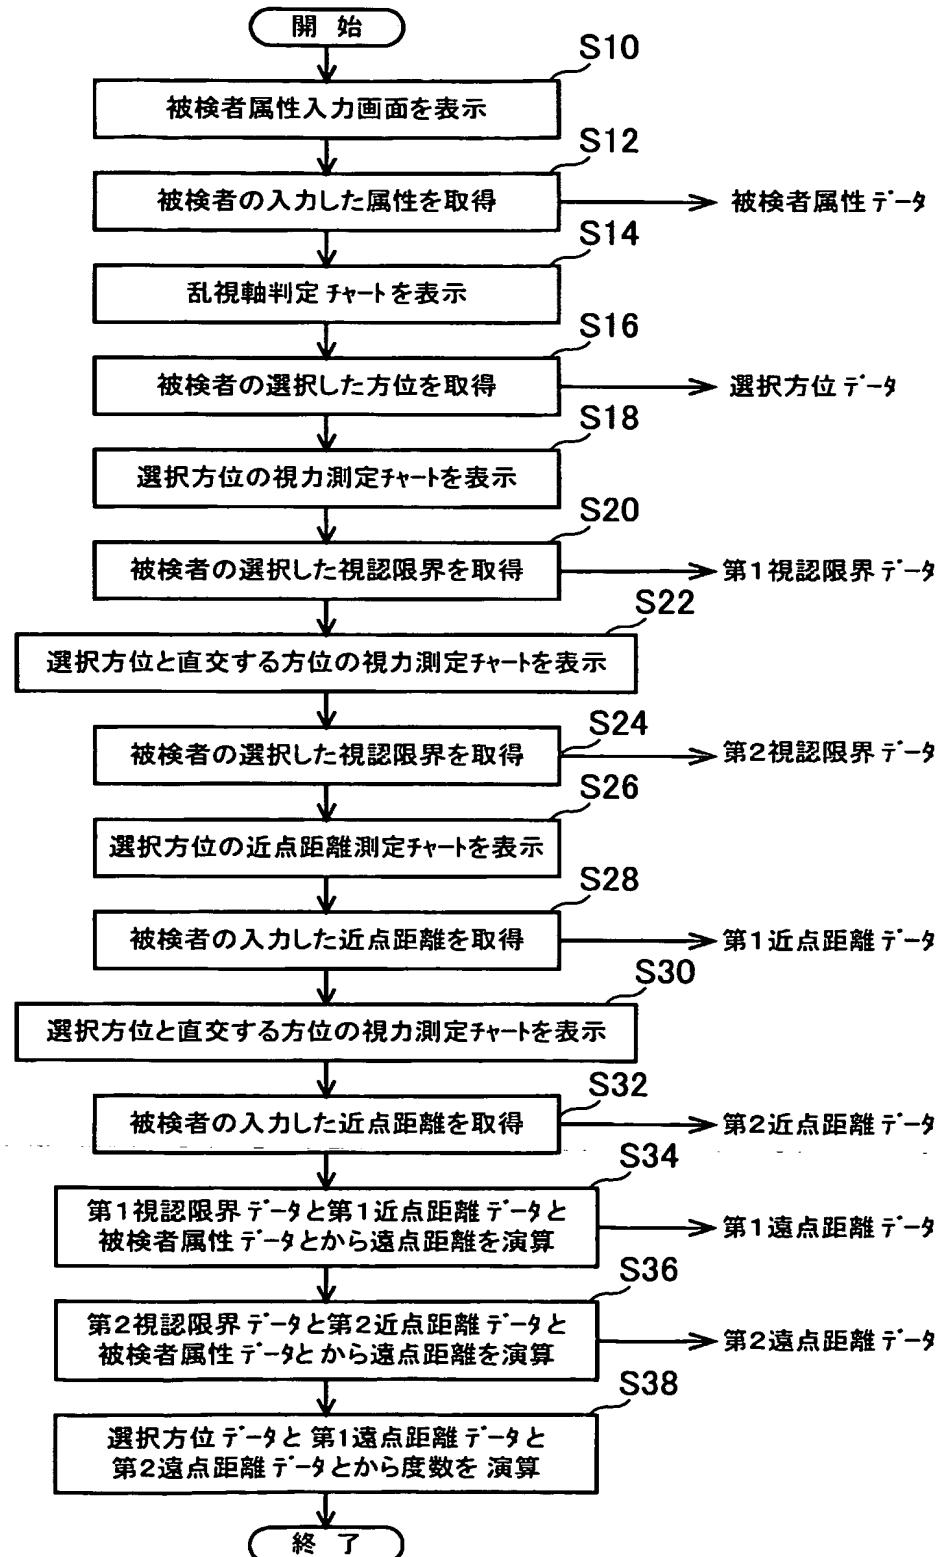 開 始
S10
被検者属性入力画面を表示
S12
被検者の入力した属性を取得
被検者属性データ
S14
乱視軸判定チャートを表示
S16
被検者の選択した方位を取得
選択方位データ
S18
選択方位の視力測定チャートを表示
S20
被検者の選択した視認限界を取得
第1視認限界データ
S22
選択方位と直交する方位の視力測定チャートを表示
S24
被検者の選択した視認限界を取得
第2視認限界データ
S26
選択方位の近点距離測定チャートを表示
S28
被検者の入力した近点距離を取得
第1近点距離データ
S30
選択方位と直交する方位の視力測定チャートを表示
S32
被検者の入力した近点距離を取得
第2近点距離データ
S34
第1視認限界データと第1近点距離データと
被検者属性データとから遠点距離を演算
第1遠点距離データ
S36
第2視認限界データと第2近点距離データと
被検者属性データとから遠点距離を演算
第2遠点距離データ
S38
選択方位データと第1遠点距離データと
第2遠点距離データとから度数を演算
終 了